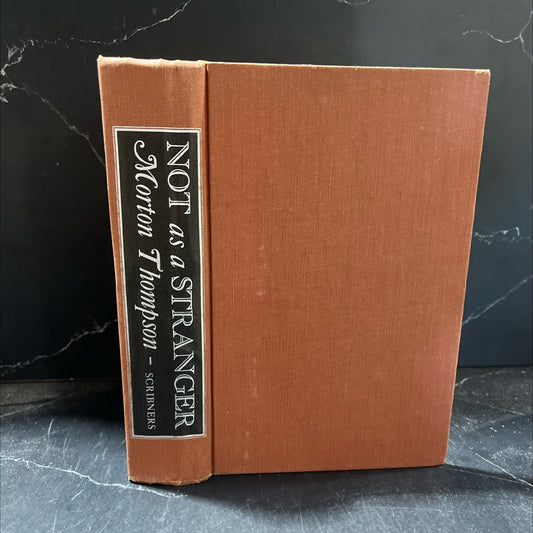 NOT as a STRANGER
Morton Thompson – SCRIBNERS